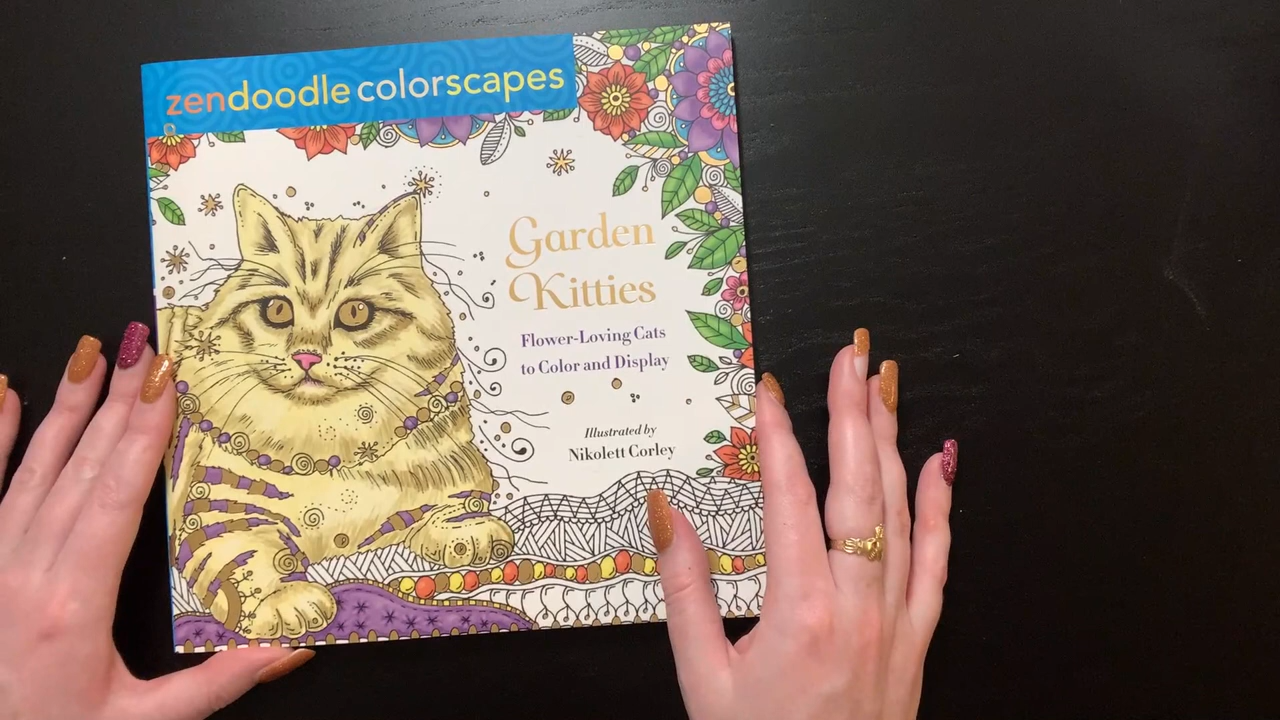 zendoodle colorscapes
Garden
Kitties
Flower-Loving Cats
to Color and Display
Illustrated by
Nikolett Corley